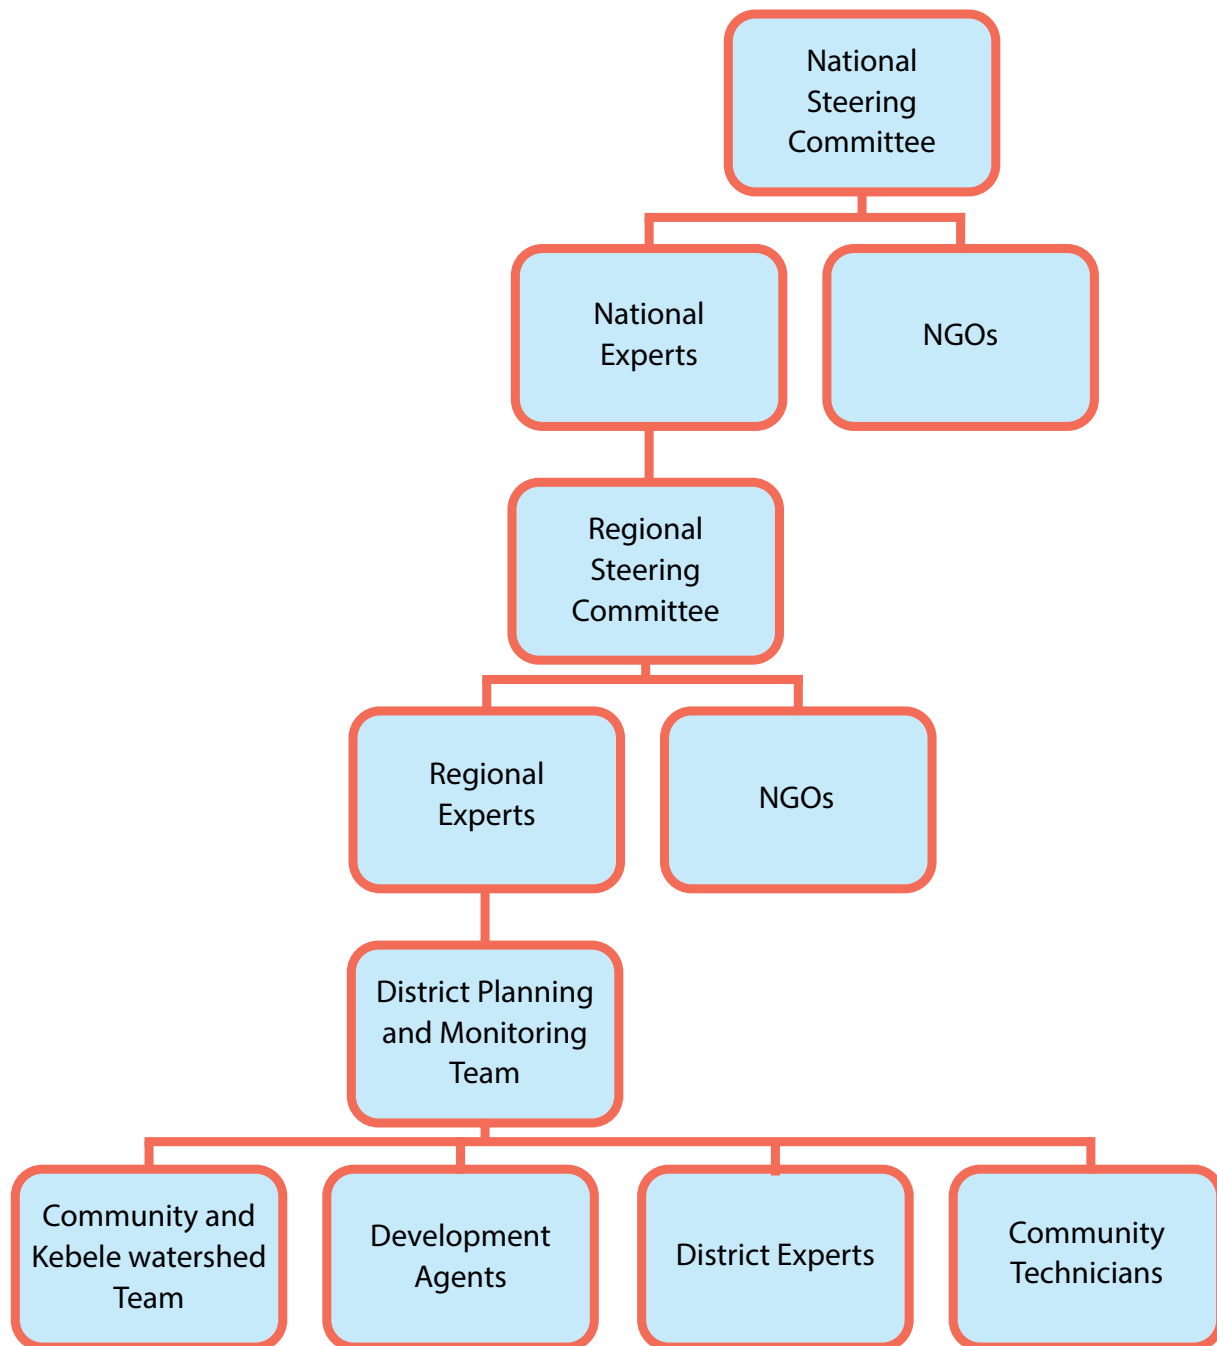 National
Steering
Committee
National
Experts
NGOs
Regional
Steering
Committee
Regional
Experts
NGOs
District Planning
and Monitoring
Team
Community and
Kebele watershed
Team
Development
Agents
District Experts
Community
Technicians